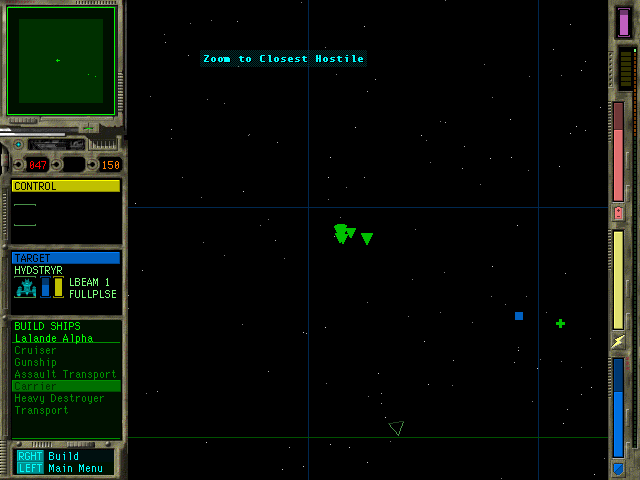 Zoom to Closest Hostile
047 150
CONTROL
TARGET
HVDSTRYR
LBEAM 1
FULLPLSE
BUILD SHIPS
Lalande Alpha
Cruiser
Gunship
Assault Transport
Carrier
Heavy Destroyer
Transport
RGHT Build
LEFT Main Menu